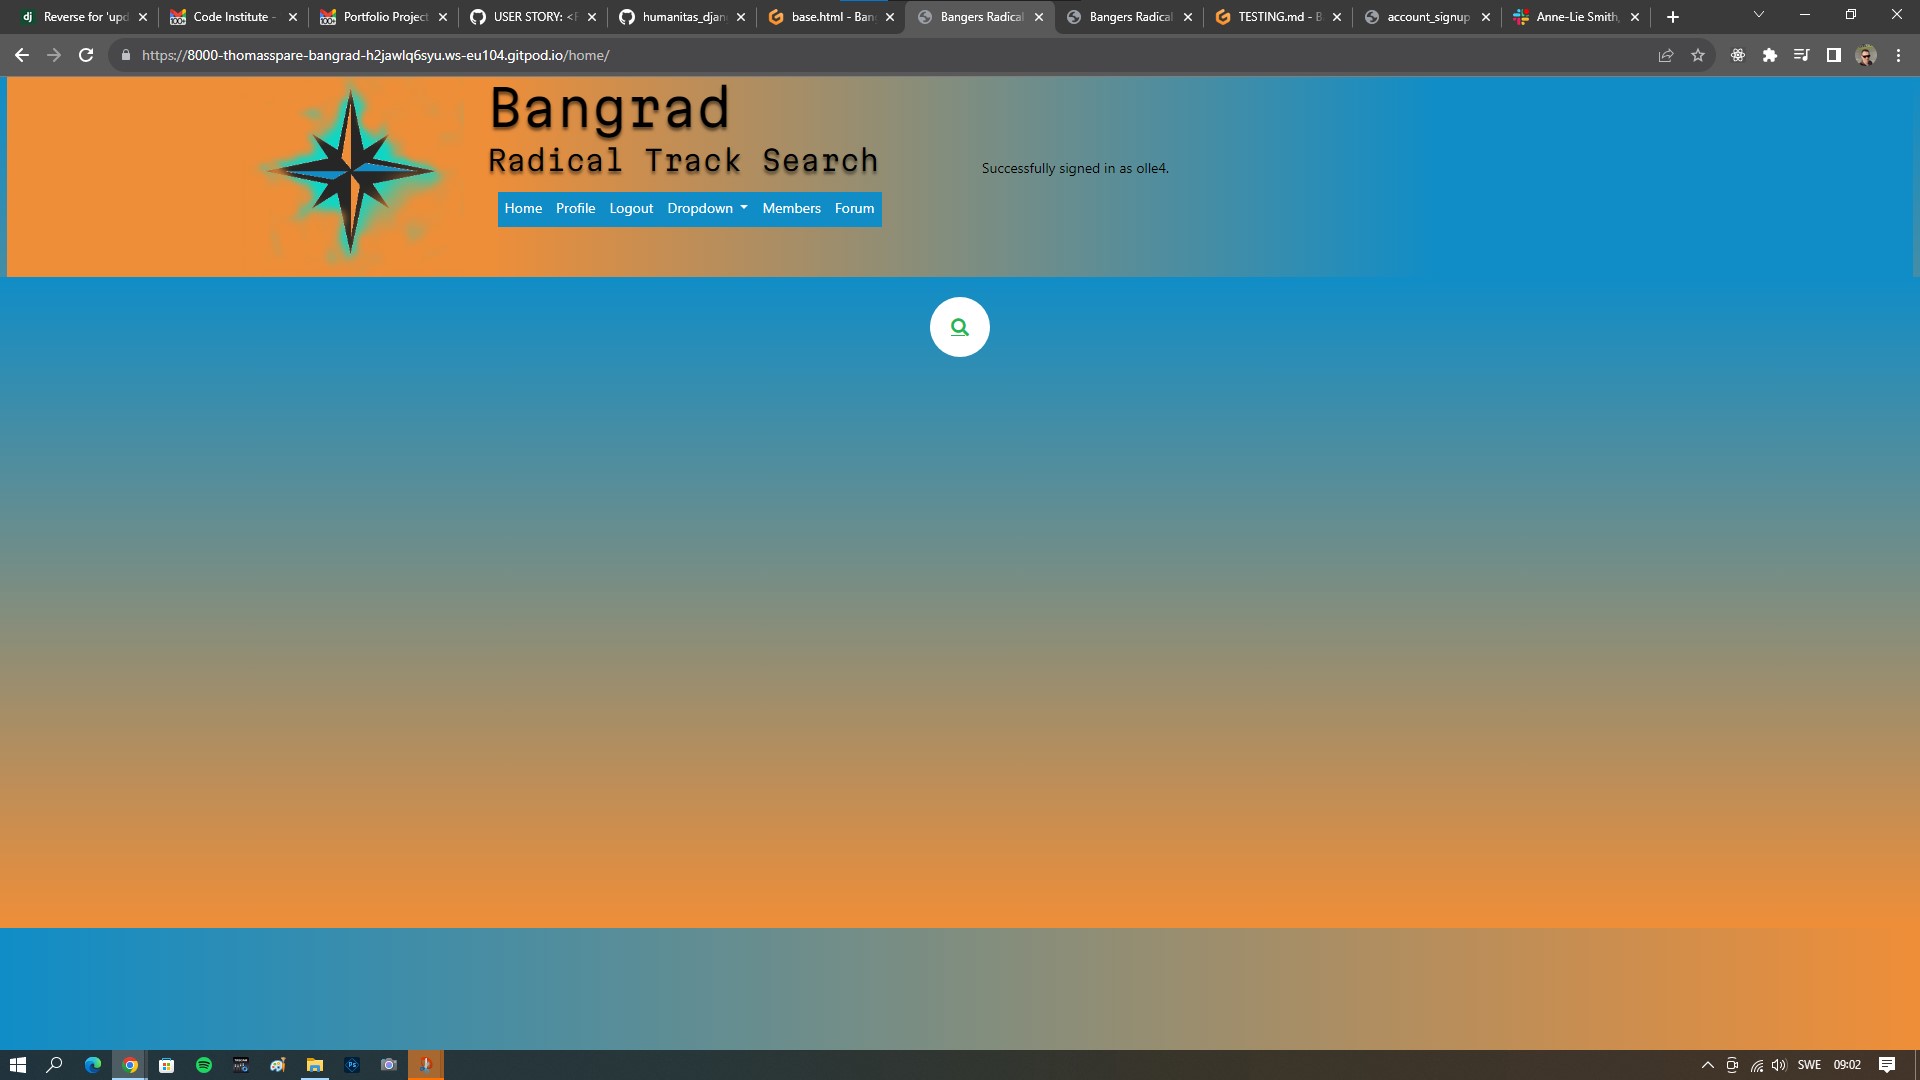 Reverse for 'upd
Code Institute -
Portfolio Project
USER STORY: <F
humanitas_djan
base.html - Ban
Bangers Radical
Bangers Radical
TESTING.md - B
account_signup
Anne-Lie Smith,
https://8000-thomasspare-bangrad-h2jawlq6syu.ws-eu104.gitpod.io/home/
Bangrad
Radical Track Search
Successfully signed in as olle4.
Home Profile Logout Dropdown Members Forum
SWE 09:02